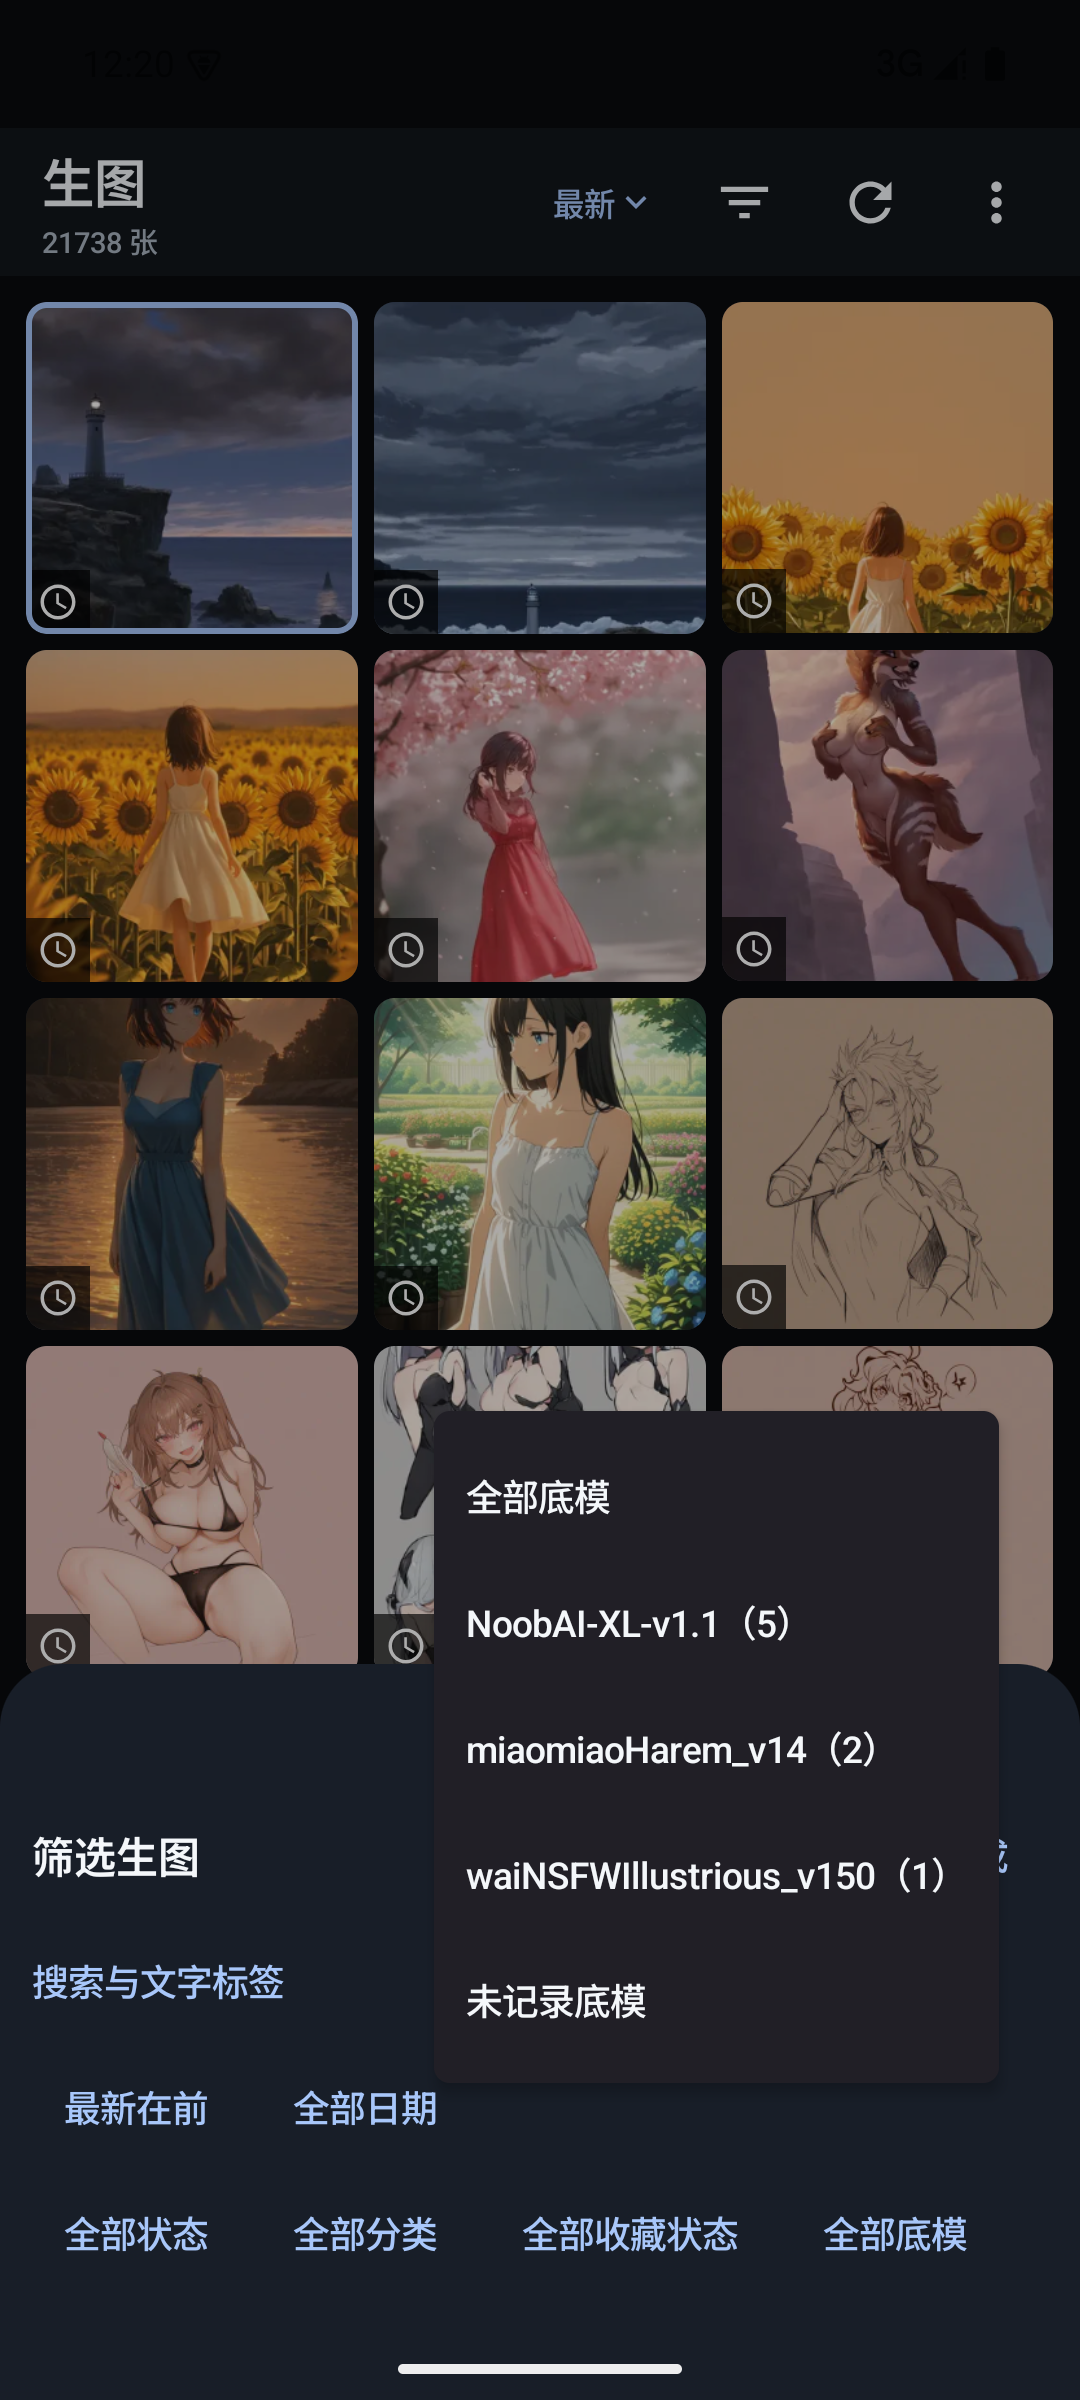 12:20
3G
生图
21738 张
最新
全部底模
NoobAI-XL-v1.1（5）
miaomiaoHarem_v14（2）
waiNSFWIllustrious_v150（1）
未记录底模
筛选生图
搜索与文字标签
最新在前 全部日期
全部状态 全部分类 全部收藏状态 全部底模